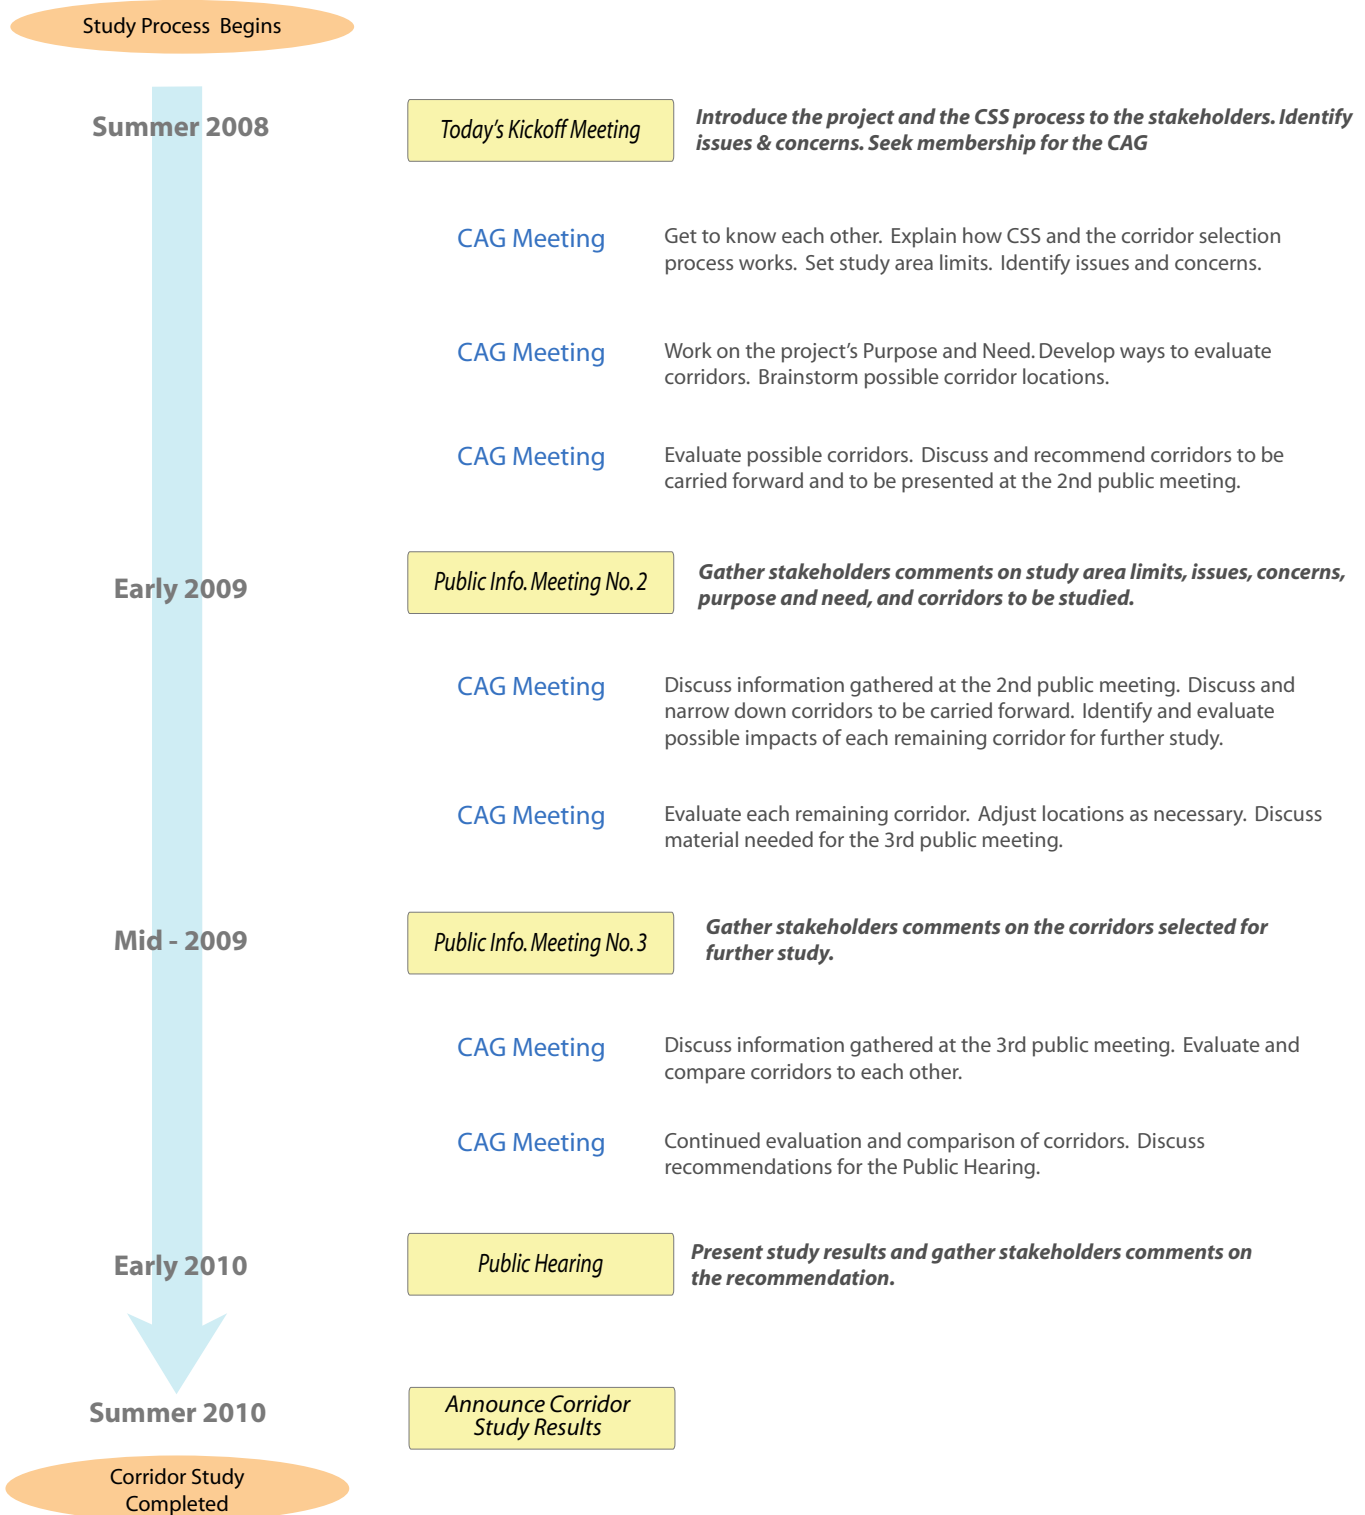 Study Process Begins
Summer 2008
Today's Kickoff Meeting
Introduce the project and the CSS process to the stakeholders. Identify
issues & concerns. Seek membership for the CAG
CAG Meeting
Get to know each other. Explain how CSS and the corridor selection
process works. Set study area limits. Identify issues and concerns.
CAG Meeting
Work on the project's Purpose and Need. Develop ways to evaluate
corridors. Brainstorm possible corridor locations.
CAG Meeting
Evaluate possible corridors. Discuss and recommend corridors to be
carried forward and to be presented at the 2nd public meeting.
Early 2009
Public Info. Meeting No. 2
Gather stakeholders comments on study area limits, issues, concerns,
purpose and need, and corridors to be studied.
CAG Meeting
Discuss information gathered at the 2nd public meeting. Discuss and
narrow down corridors to be carried forward. Identify and evaluate
possible impacts of each remaining corridor for further study.
CAG Meeting
Evaluate each remaining corridor. Adjust locations as necessary. Discuss
material needed for the 3rd public meeting.
Mid - 2009
Public Info. Meeting No. 3
Gather stakeholders comments on the corridors selected for
further study.
CAG Meeting
Discuss information gathered at the 3rd public meeting. Evaluate and
compare corridors to each other.
CAG Meeting
Continued evaluation and comparison of corridors. Discuss
recommendations for the Public Hearing.
Early 2010
Public Hearing
Present study results and gather stakeholders comments on
the recommendation.
Summer 2010
Announce Corridor
Study Results
Corridor Study
Completed